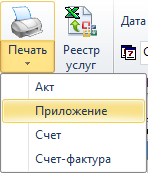 Печать
Реестр
услуг
Дата
Акт
Приложение
Счет
Счет-фактура